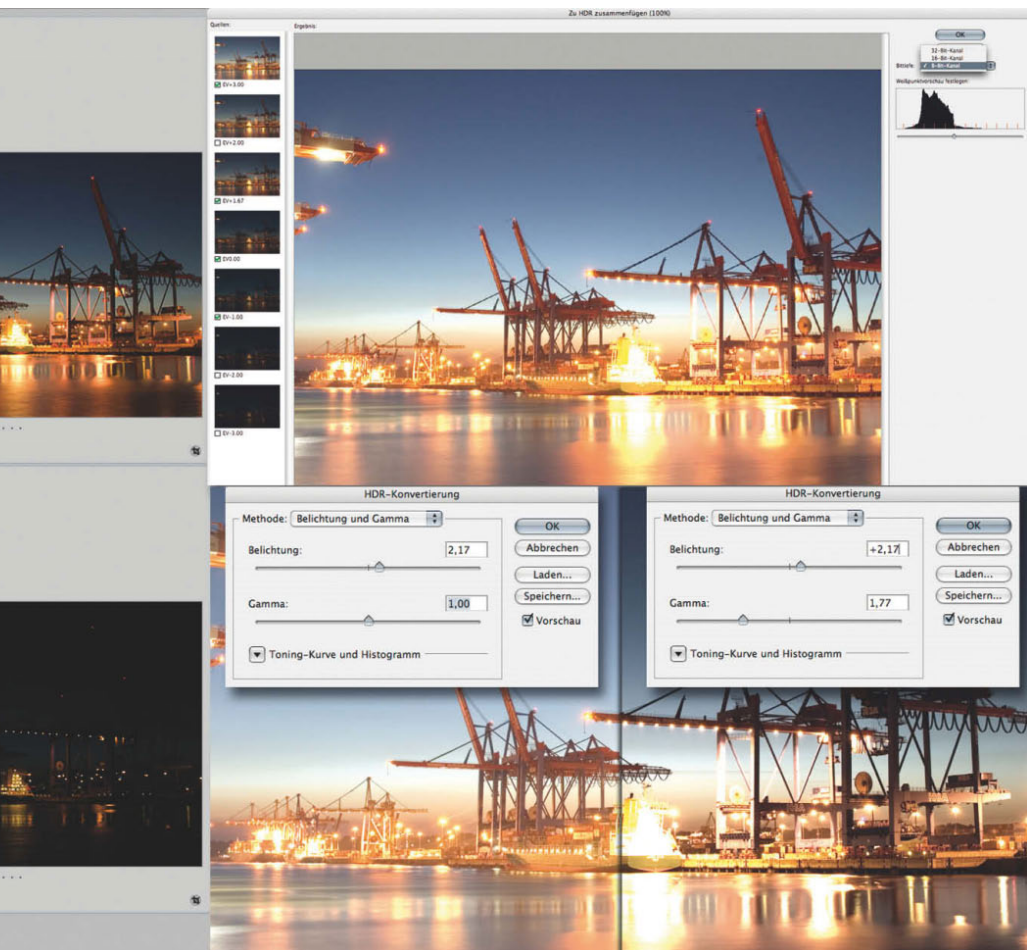 Zu HDR zusammenfügen (100%)
Quellen:
Ergebnis:
EV+3.00
EV+2.00
EV+1.67
EV0.00
EV-1.00
EV-2.00
EV-3.00
OK
32-Bit-Kanal
16-Bit-Kanal
Bittiefe: ✓ 8-Bit-Kanal
Weißpunktvorschau festlegen:
HDR-Konvertierung
Methode: Belichtung und Gamma
OK
Belichtung: 2,17
Abbrechen
Laden...
Gamma: 1,00
Speichern...
Vorschau
Toning-Kurve und Histogramm
HDR-Konvertierung
Methode: Belichtung und Gamma
OK
Belichtung: +2,17
Abbrechen
Laden...
Gamma: 1,77
Speichern...
Vorschau
Toning-Kurve und Histogramm